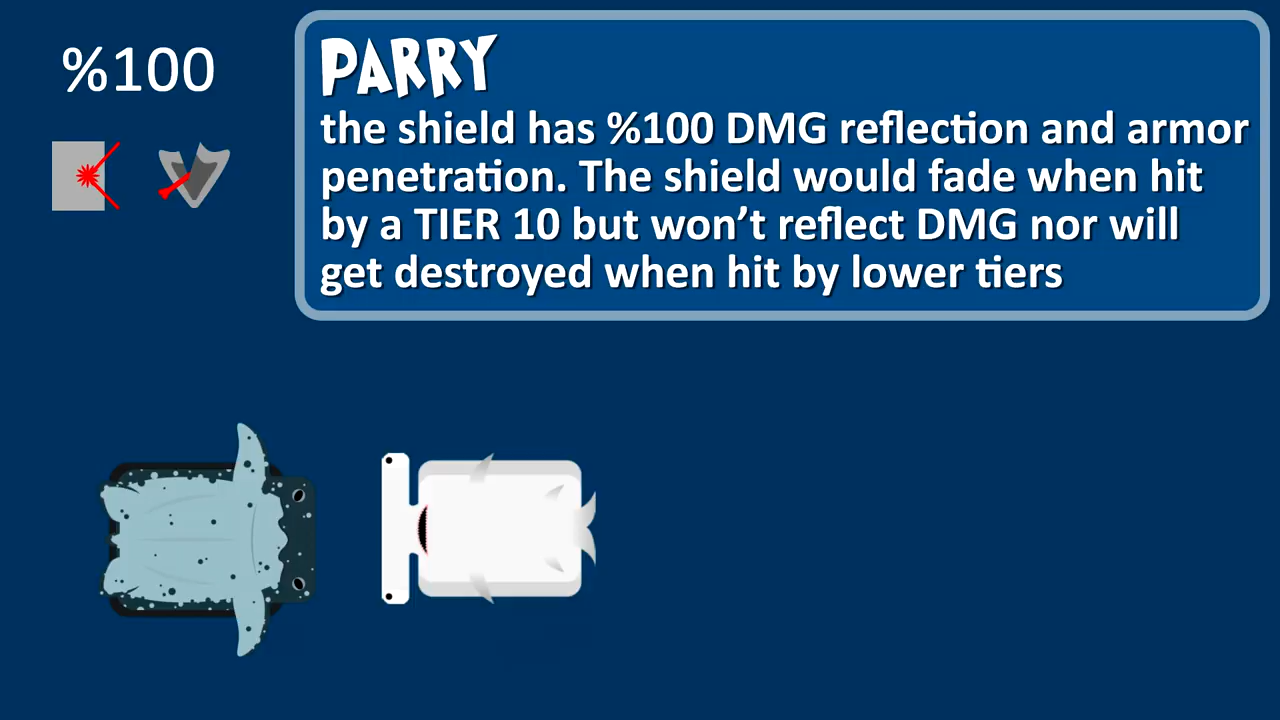 %100
PARRY
the shield has %100 DMG reflection and armor
penetration. The shield would fade when hit
by a TIER 10 but won’t reflect DMG nor will
get destroyed when hit by lower tiers